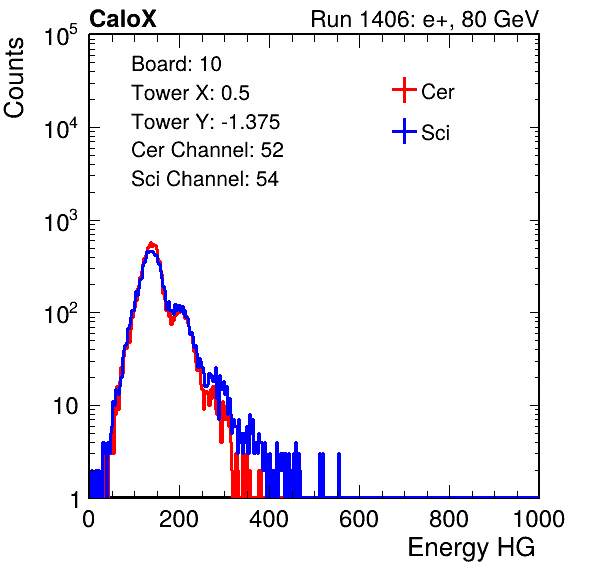 CaloX Run 1406: e+, 80 GeV
Counts
Board: 10
Tower X: 0.5
Tower Y: -1.375
Cer Channel: 52
Sci Channel: 54
Cer
Sci
10^5
10^4
10^3
10^2
10
1
0 200 400 600 800 1000
Energy HG